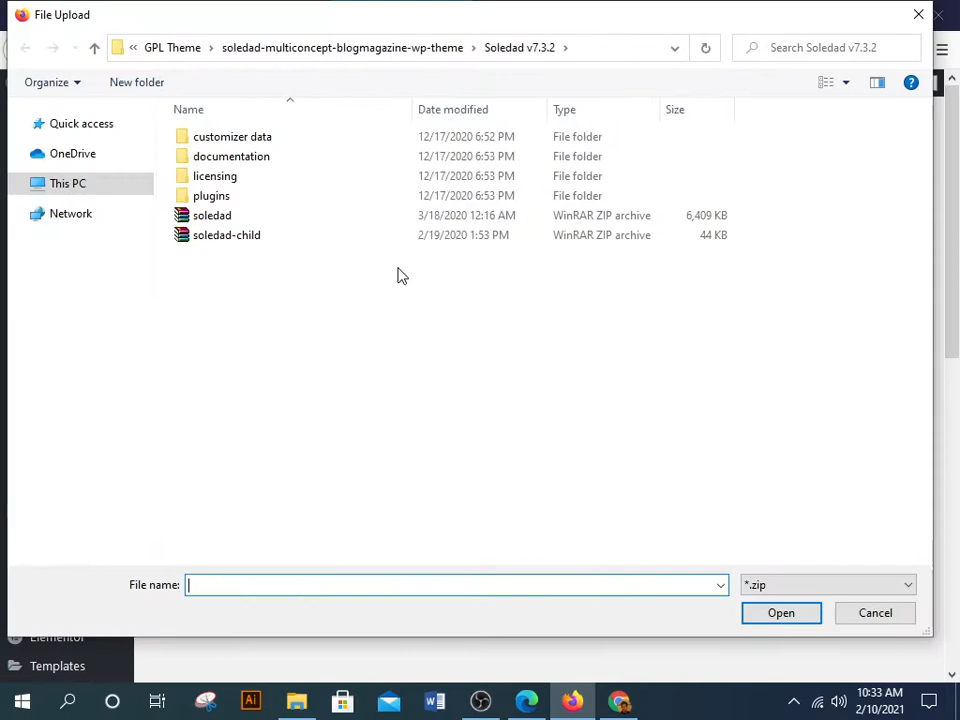 File Upload
« GPL Theme > soledad-multiconcept-blogmagazine-wp-theme > Soledad v7.3.2 >
Search Soledad v7.3.2
Organize
New folder
Name Date modified Type Size
Quick access
OneDrive
This PC
Network
customizer data 12/17/2020 6:52 PM File folder
documentation 12/17/2020 6:53 PM File folder
licensing 12/17/2020 6:53 PM File folder
plugins 12/17/2020 6:53 PM File folder
soledad 3/18/2020 12:16 AM WinRAR ZIP archive 6,409 KB
soledad-child 2/19/2020 1:53 PM WinRAR ZIP archive 44 KB
File name:
*.zip
Open
Cancel
Elementor
Templates
Ai
10:33 AM
2/10/2021